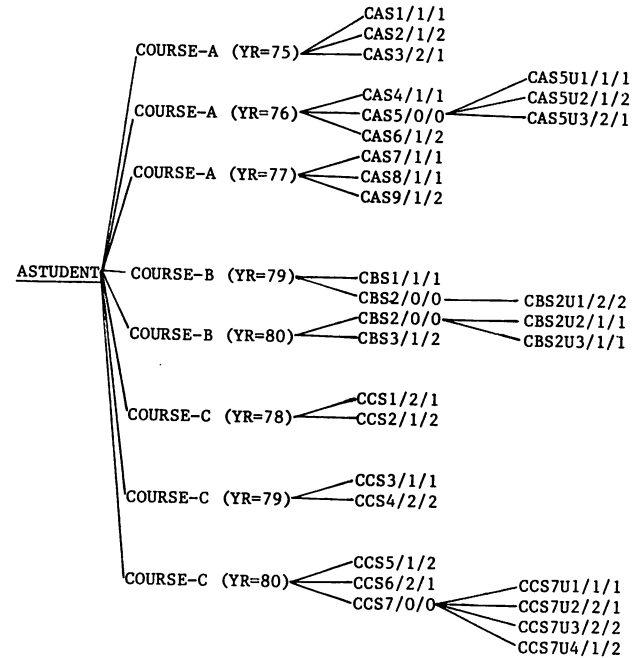 CAS1/1/1
CAS2/1/2
COURSE-A (YR=75)
CAS3/2/1
CAS5U1/1/1
CAS4/1/1
CAS5U2/1/2
COURSE-A (YR=76)
CAS5/0/0
CAS5U3/2/1
CAS6/1/2
CAS7/1/1
COURSE-A (YR=77)
CAS8/1/1
CAS9/1/2
ASTUDENT
COURSE-B (YR=79)
CBS1/1/1
CBS2/0/0
CBS2U1/2/2
CBS2/0/0
CBS2U2/1/1
COURSE-B (YR=80)
CBS3/1/2
CBS2U3/1/1
CCS1/2/1
COURSE-C (YR=78)
CCS2/1/2
CCS3/1/1
COURSE-C (YR=79)
CCS4/2/2
CCS5/1/2
COURSE-C (YR=80)
CCS6/2/1
CCS7U1/1/1
CCS7/0/0
CCS7U2/2/1
CCS7U3/2/2
CCS7U4/1/2